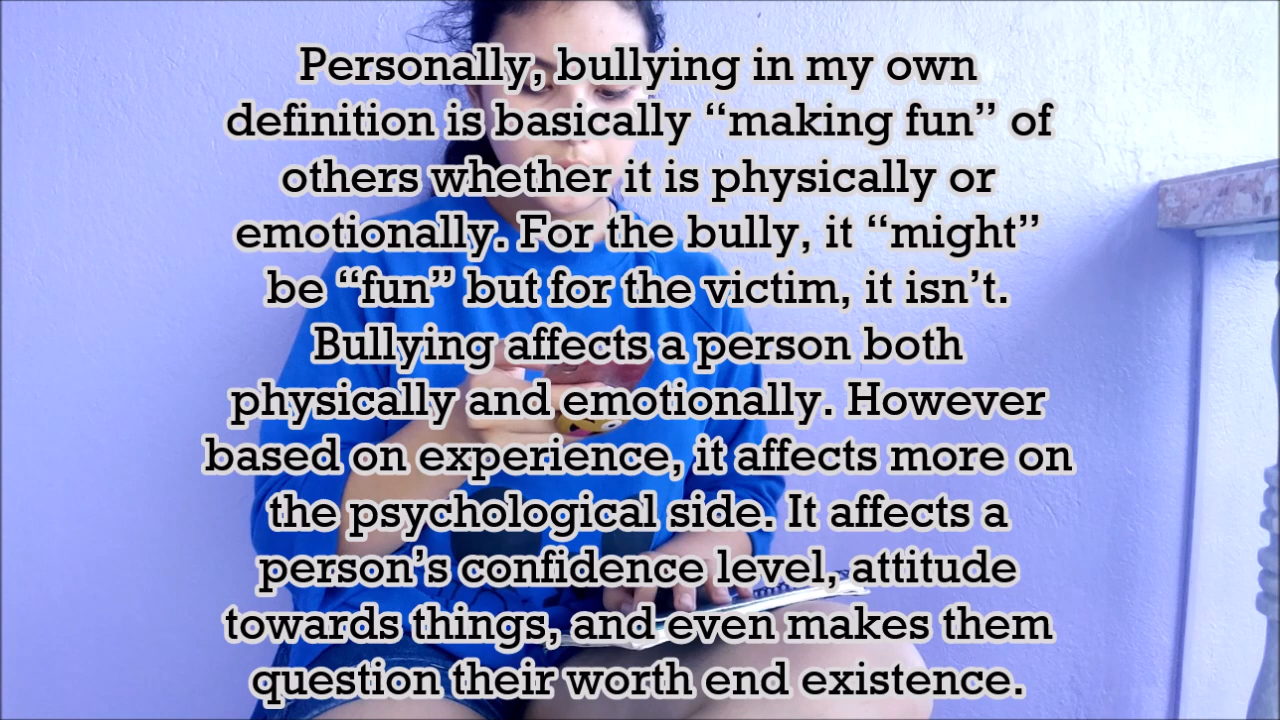 Personally, bullying in my own
definition is basically “making fun” of
others whether it is physically or
emotionally. For the bully, it “might”
be “fun” but for the victim, it isn’t.
Bullying affects a person both
physically and emotionally. However
based on experience, it affects more on
the psychological side. It affects a
person’s confidence level, attitude
towards things, and even makes them
question their worth end existence.